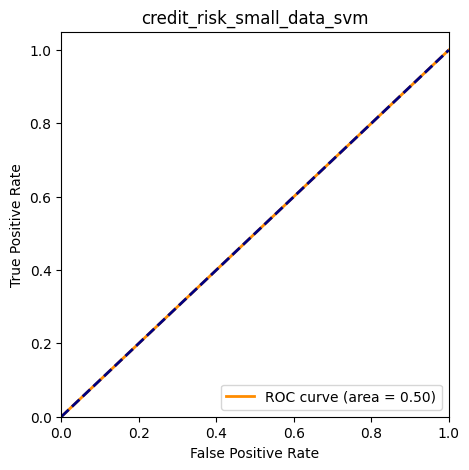 credit_risk_small_data_svm
True Positive Rate
1.0
0.8
0.6
0.4
0.2
0.0
ROC curve (area = 0.50)
0.0 0.2 0.4 0.6 0.8 1.0
False Positive Rate